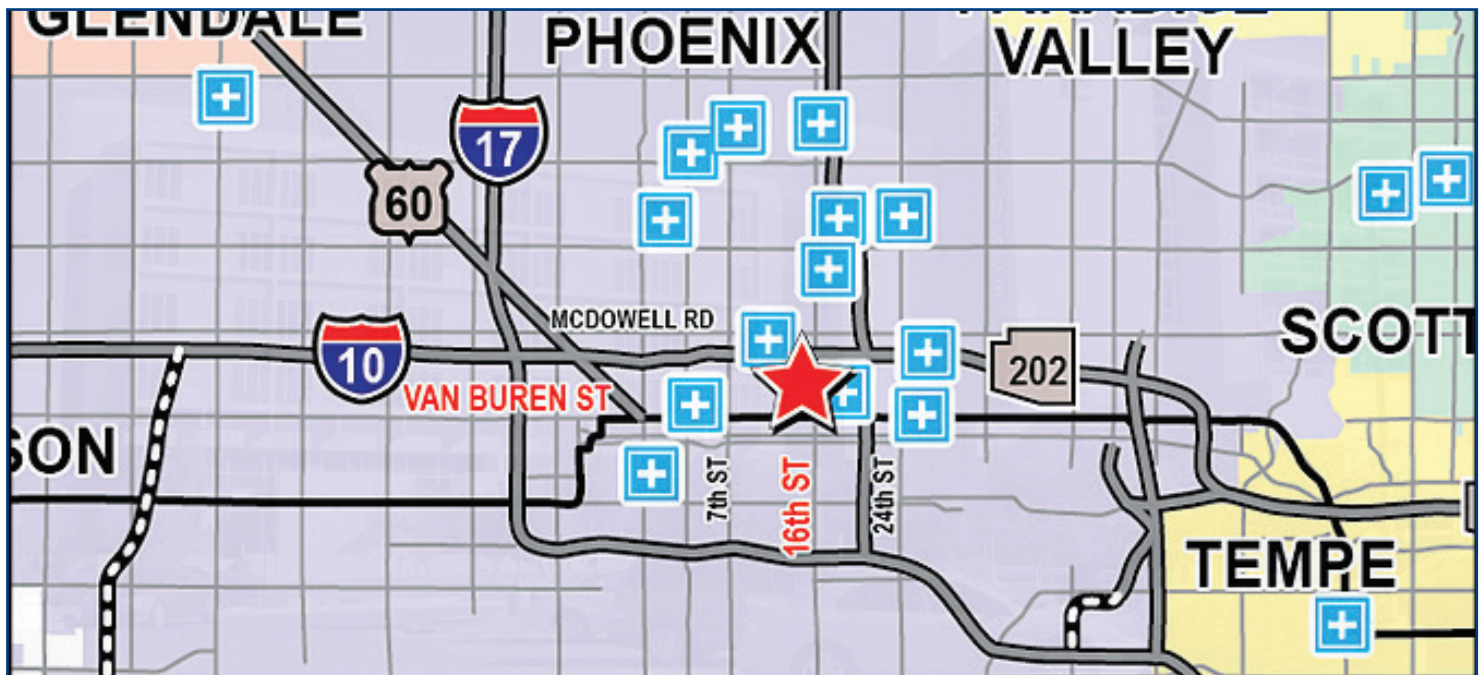 GLENDALE
PHOENIX
PARADISE
VALLEY
17
60
MCDOWELL RD
SCOTT
10
202
VAN BUREN ST
SON
7th ST
16th ST
24th ST
TEMPE